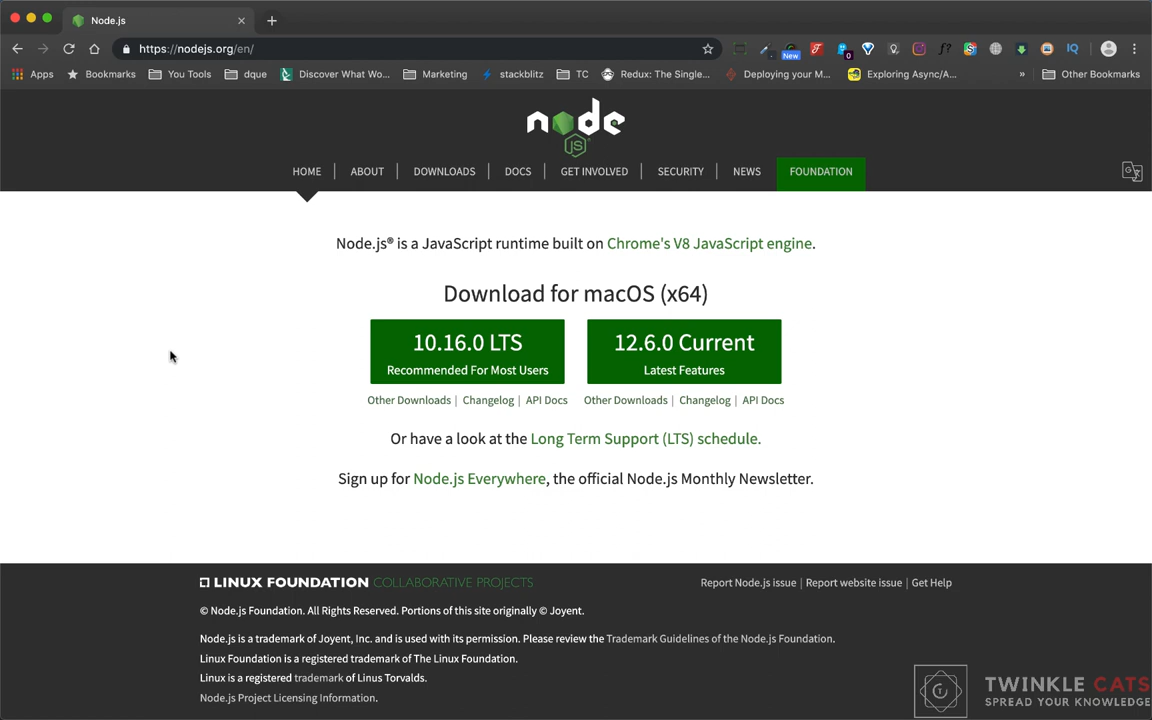 Node.js
https://nodejs.org/en/
New
0
IQ
Apps
Bookmarks
You Tools
dque
Discover What Wo...
Marketing
stackblitz
TC
Redux: The Single...
Deploying your M...
Exploring Async/A...
»
Other Bookmarks
node
JS
HOME
ABOUT
DOWNLOADS
DOCS
GET INVOLVED
SECURITY
NEWS
FOUNDATION
Node.js® is a JavaScript runtime built on Chrome's V8 JavaScript engine.
Download for macOS (x64)
10.16.0 LTS
Recommended For Most Users
12.6.0 Current
Latest Features
Other Downloads | Changelog | API Docs
Other Downloads | Changelog | API Docs
Or have a look at the Long Term Support (LTS) schedule.
Sign up for Node.js Everywhere, the official Node.js Monthly Newsletter.
LINUX FOUNDATION COLLABORATIVE PROJECTS
Report Node.js issue | Report website issue | Get Help
© Node.js Foundation. All Rights Reserved. Portions of this site originally © Joyent.
Node.js is a trademark of Joyent, Inc. and is used with its permission. Please review the Trademark Guidelines of the Node.js Foundation.
Linux Foundation is a registered trademark of The Linux Foundation.
Linux is a registered trademark of Linus Torvalds.
Node.js Project Licensing Information.
TWINKLE CATS
SPREAD YOUR KNOWLEDGE